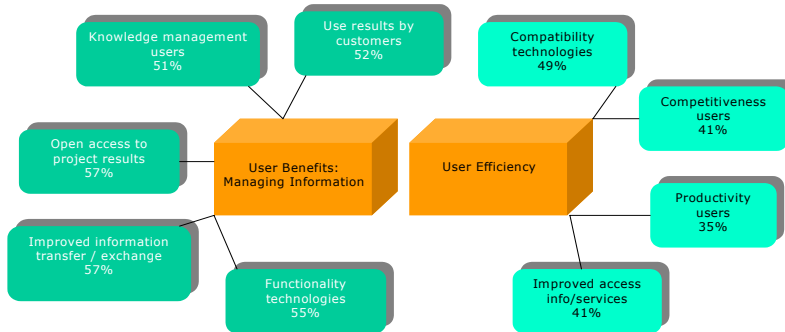 Knowledge management
users
51%
Use results by
customers
52%
Compatibility
technologies
49%
Competitiveness
users
41%
Open access to
project results
57%
User Benefits:
Managing Information
User Efficiency
Productivity
users
35%
Improved information
transfer / exchange
57%
Functionality
technologies
55%
Improved access
info/services
41%